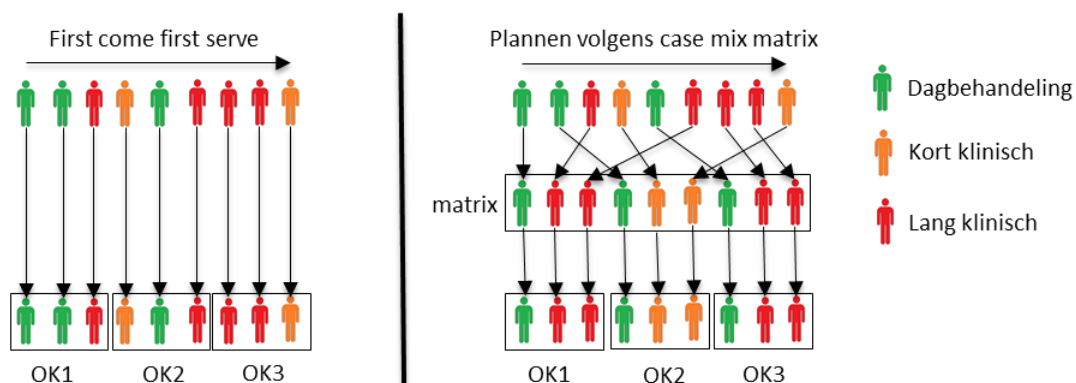 First come first serve
OK1
OK2
OK3
Plannen volgens case mix matrix
matrix
OK1
OK2
OK3
Dagbehandeling
Kort klinisch
Lang klinisch